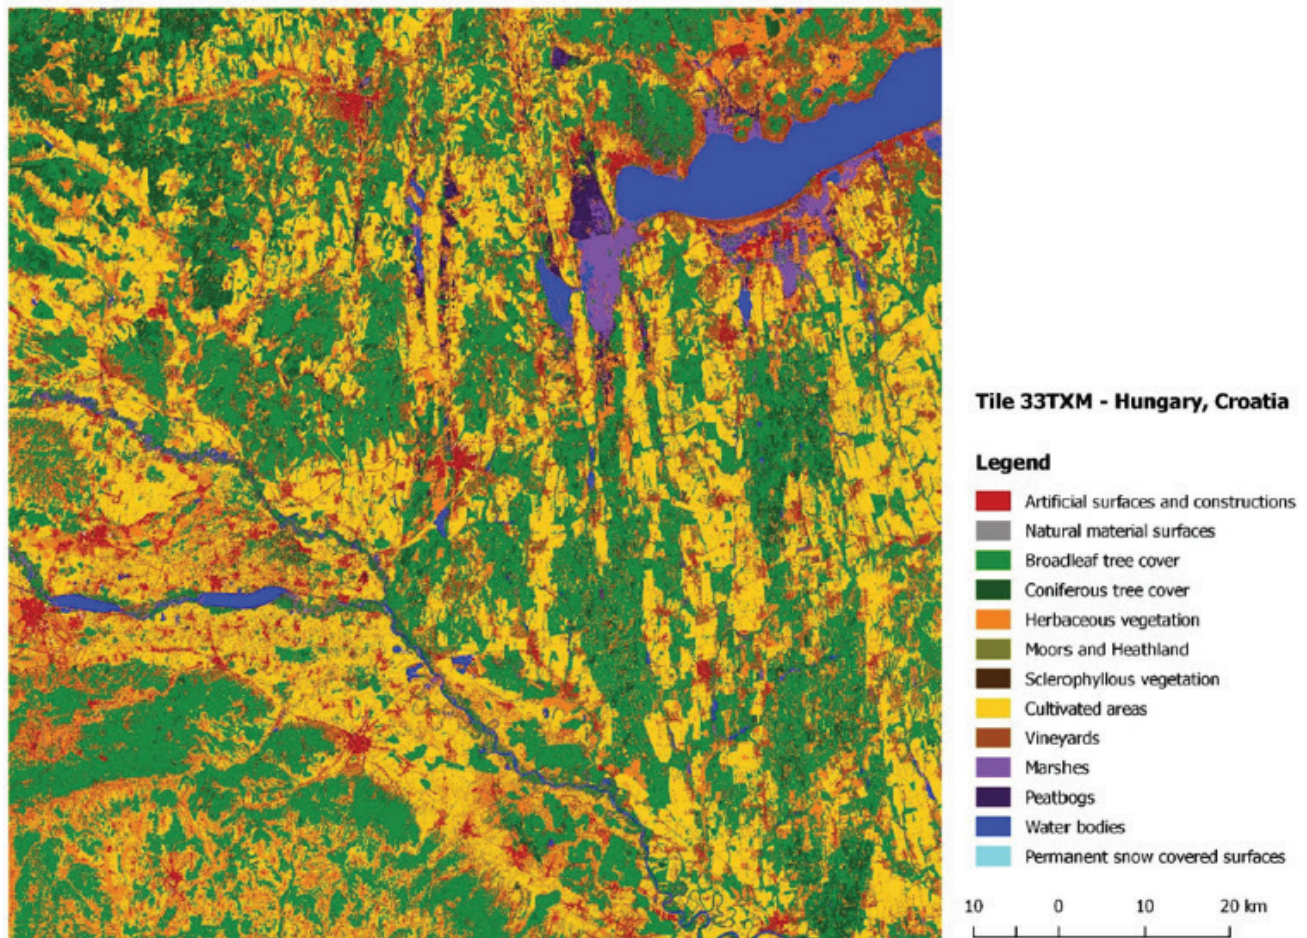 Tile 33TXM - Hungary, Croatia
Legend
Artificial surfaces and constructions
Natural material surfaces
Broadleaf tree cover
Coniferous tree cover
Herbaceous vegetation
Moors and Heathland
Sclerophyllous vegetation
Cultivated areas
Vineyards
Marshes
Peatbogs
Water bodies
Permanent snow covered surfaces
10 0 10 20 km